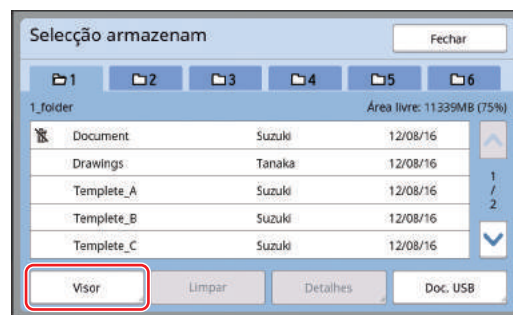 Selecção armazenam Fechar
1 2 3 4 5 6
1_folder Área livre: 11339MB (75%)
Document Suzuki 12/08/16
Drawings Tanaka 12/08/16
Templete_A Suzuki 12/08/16
Templete_B Suzuki 12/08/16
Templete_C Suzuki 12/08/16
1
/
2
Visor Limpar Detalhes Doc. USB